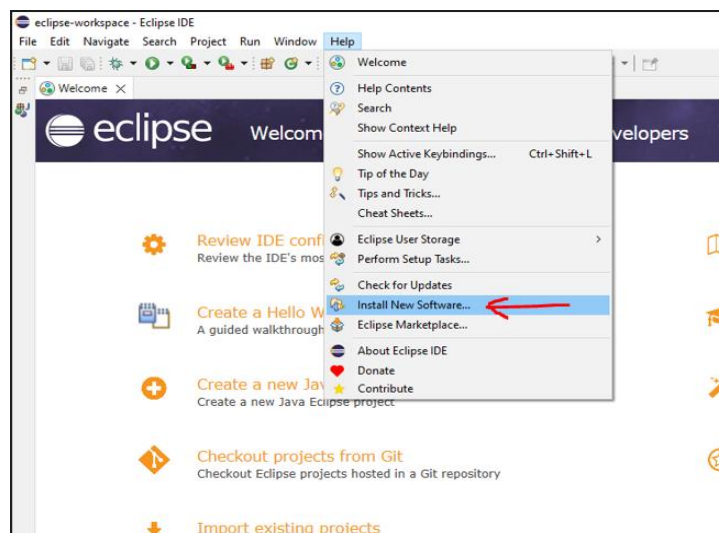 eclipse-workspace - Eclipse IDE
File Edit Navigate Search Project Run Window Help
Welcome
eclipse Welcom velopers
Welcome
Help Contents
Search
Show Context Help
Show Active Keybindings... Ctrl+Shift+L
Tip of the Day
Tips and Tricks...
Cheat Sheets...
Eclipse User Storage
Perform Setup Tasks...
Check for Updates
Install New Software...
Eclipse Marketplace...
About Eclipse IDE
Donate
Contribute
Review IDE conf
Review the IDE's mos
Create a Hello W
A guided walkthrough
Create a new Jav
Create a new Java Eclipse project
Checkout projects from Git
Checkout Eclipse projects hosted in a Git repository
Import existing projects